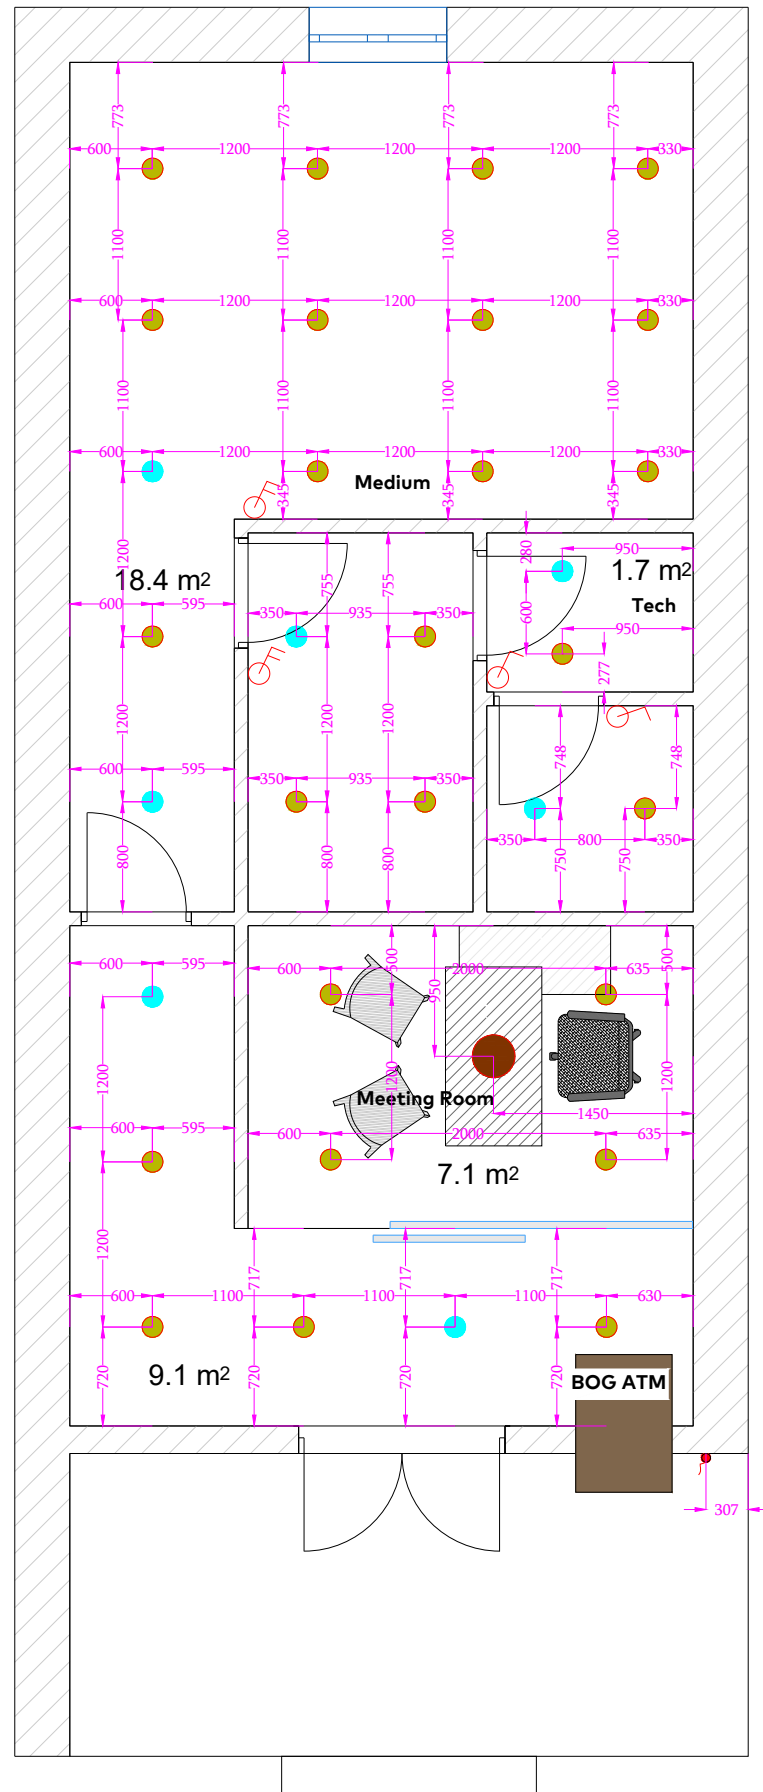 773 773 773 773
600 1200 1200 1200 330
1100 1100 1100 1100
600 1200 1200 1200 330
1100 1100 1100 1100
600 1200 1200 1200 330
Medium
345 345 345
1200 755 755 280 950
18.4 m2
1.7 m2
Tech
600 595 350 935 350 600 950
277
1200 1200 1200 748 748
600 595 350 935 350
800 800 800 350 800 350
750 750
600 595 600 500 2000 635 500
950
1200 1200 1200
Meeting Room
1450
600 595 600 2000 635
7.1 m2
1200 717 717 717
600 1100 1100 1100 630
720 720 720 720
9.1 m2
BOG ATM
307